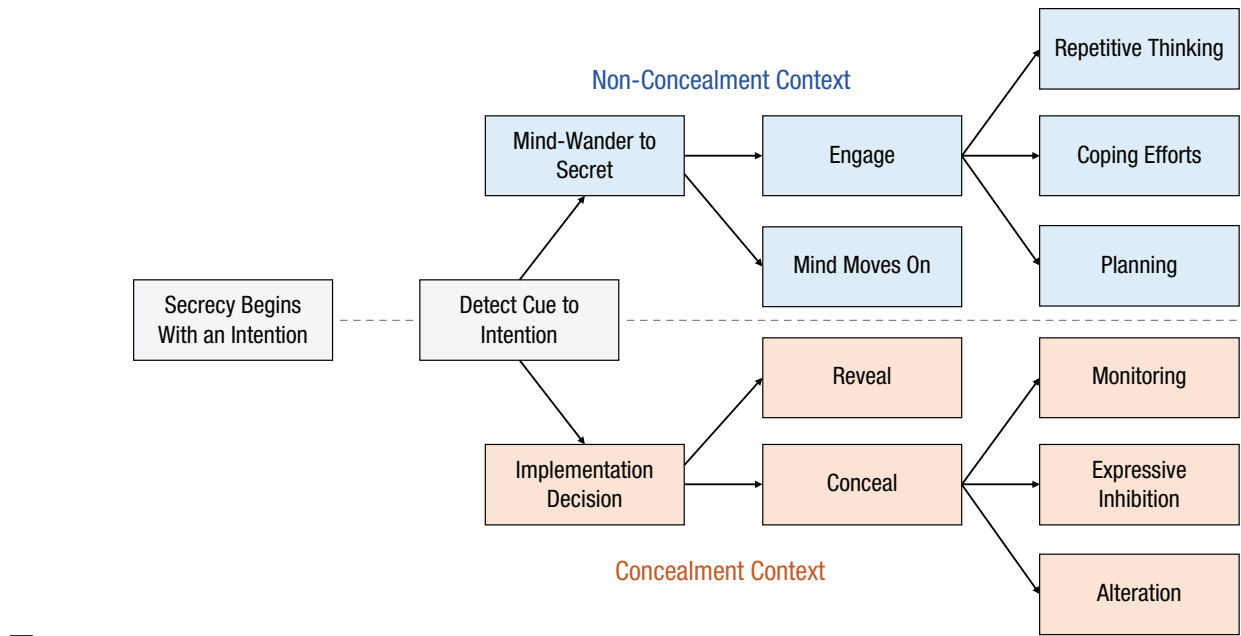 Repetitive Thinking
Non-Concealment Context
Mind-Wander to
Secret
Engage
Coping Efforts
Mind Moves On
Planning
Secrecy Begins
With an Intention
Detect Cue to
Intention
Reveal
Monitoring
Implementation
Decision
Conceal
Expressive
Inhibition
Concealment Context
Alteration